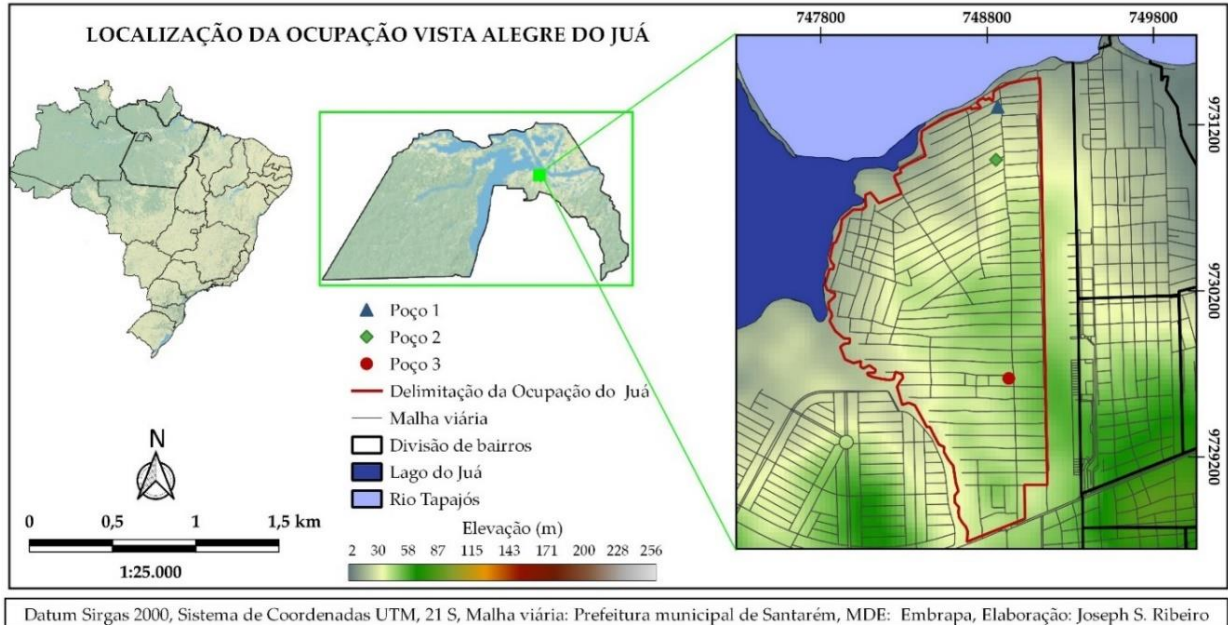 LOCALIZAÇÃO DA OCUPAÇÃO VISTA ALEGRE DO JUÁ
747800 748800 749800
9731200
9730200
9729200
Poço 1
Poço 2
Poço 3
Delimitação da Ocupação do Juá
Malha viária
Divisão de bairros
Lago do Juá
Rio Tapajós
N
0 0,5 1 1,5 km
1:25.000
Elevação (m)
2 30 58 87 115 143 171 200 228 256
Datum Sirgas 2000, Sistema de Coordenadas UTM, 21 S, Malha viária: Prefeitura municipal de Santarém, MDE: Embrapa, Elaboração: Joseph S. Ribeiro